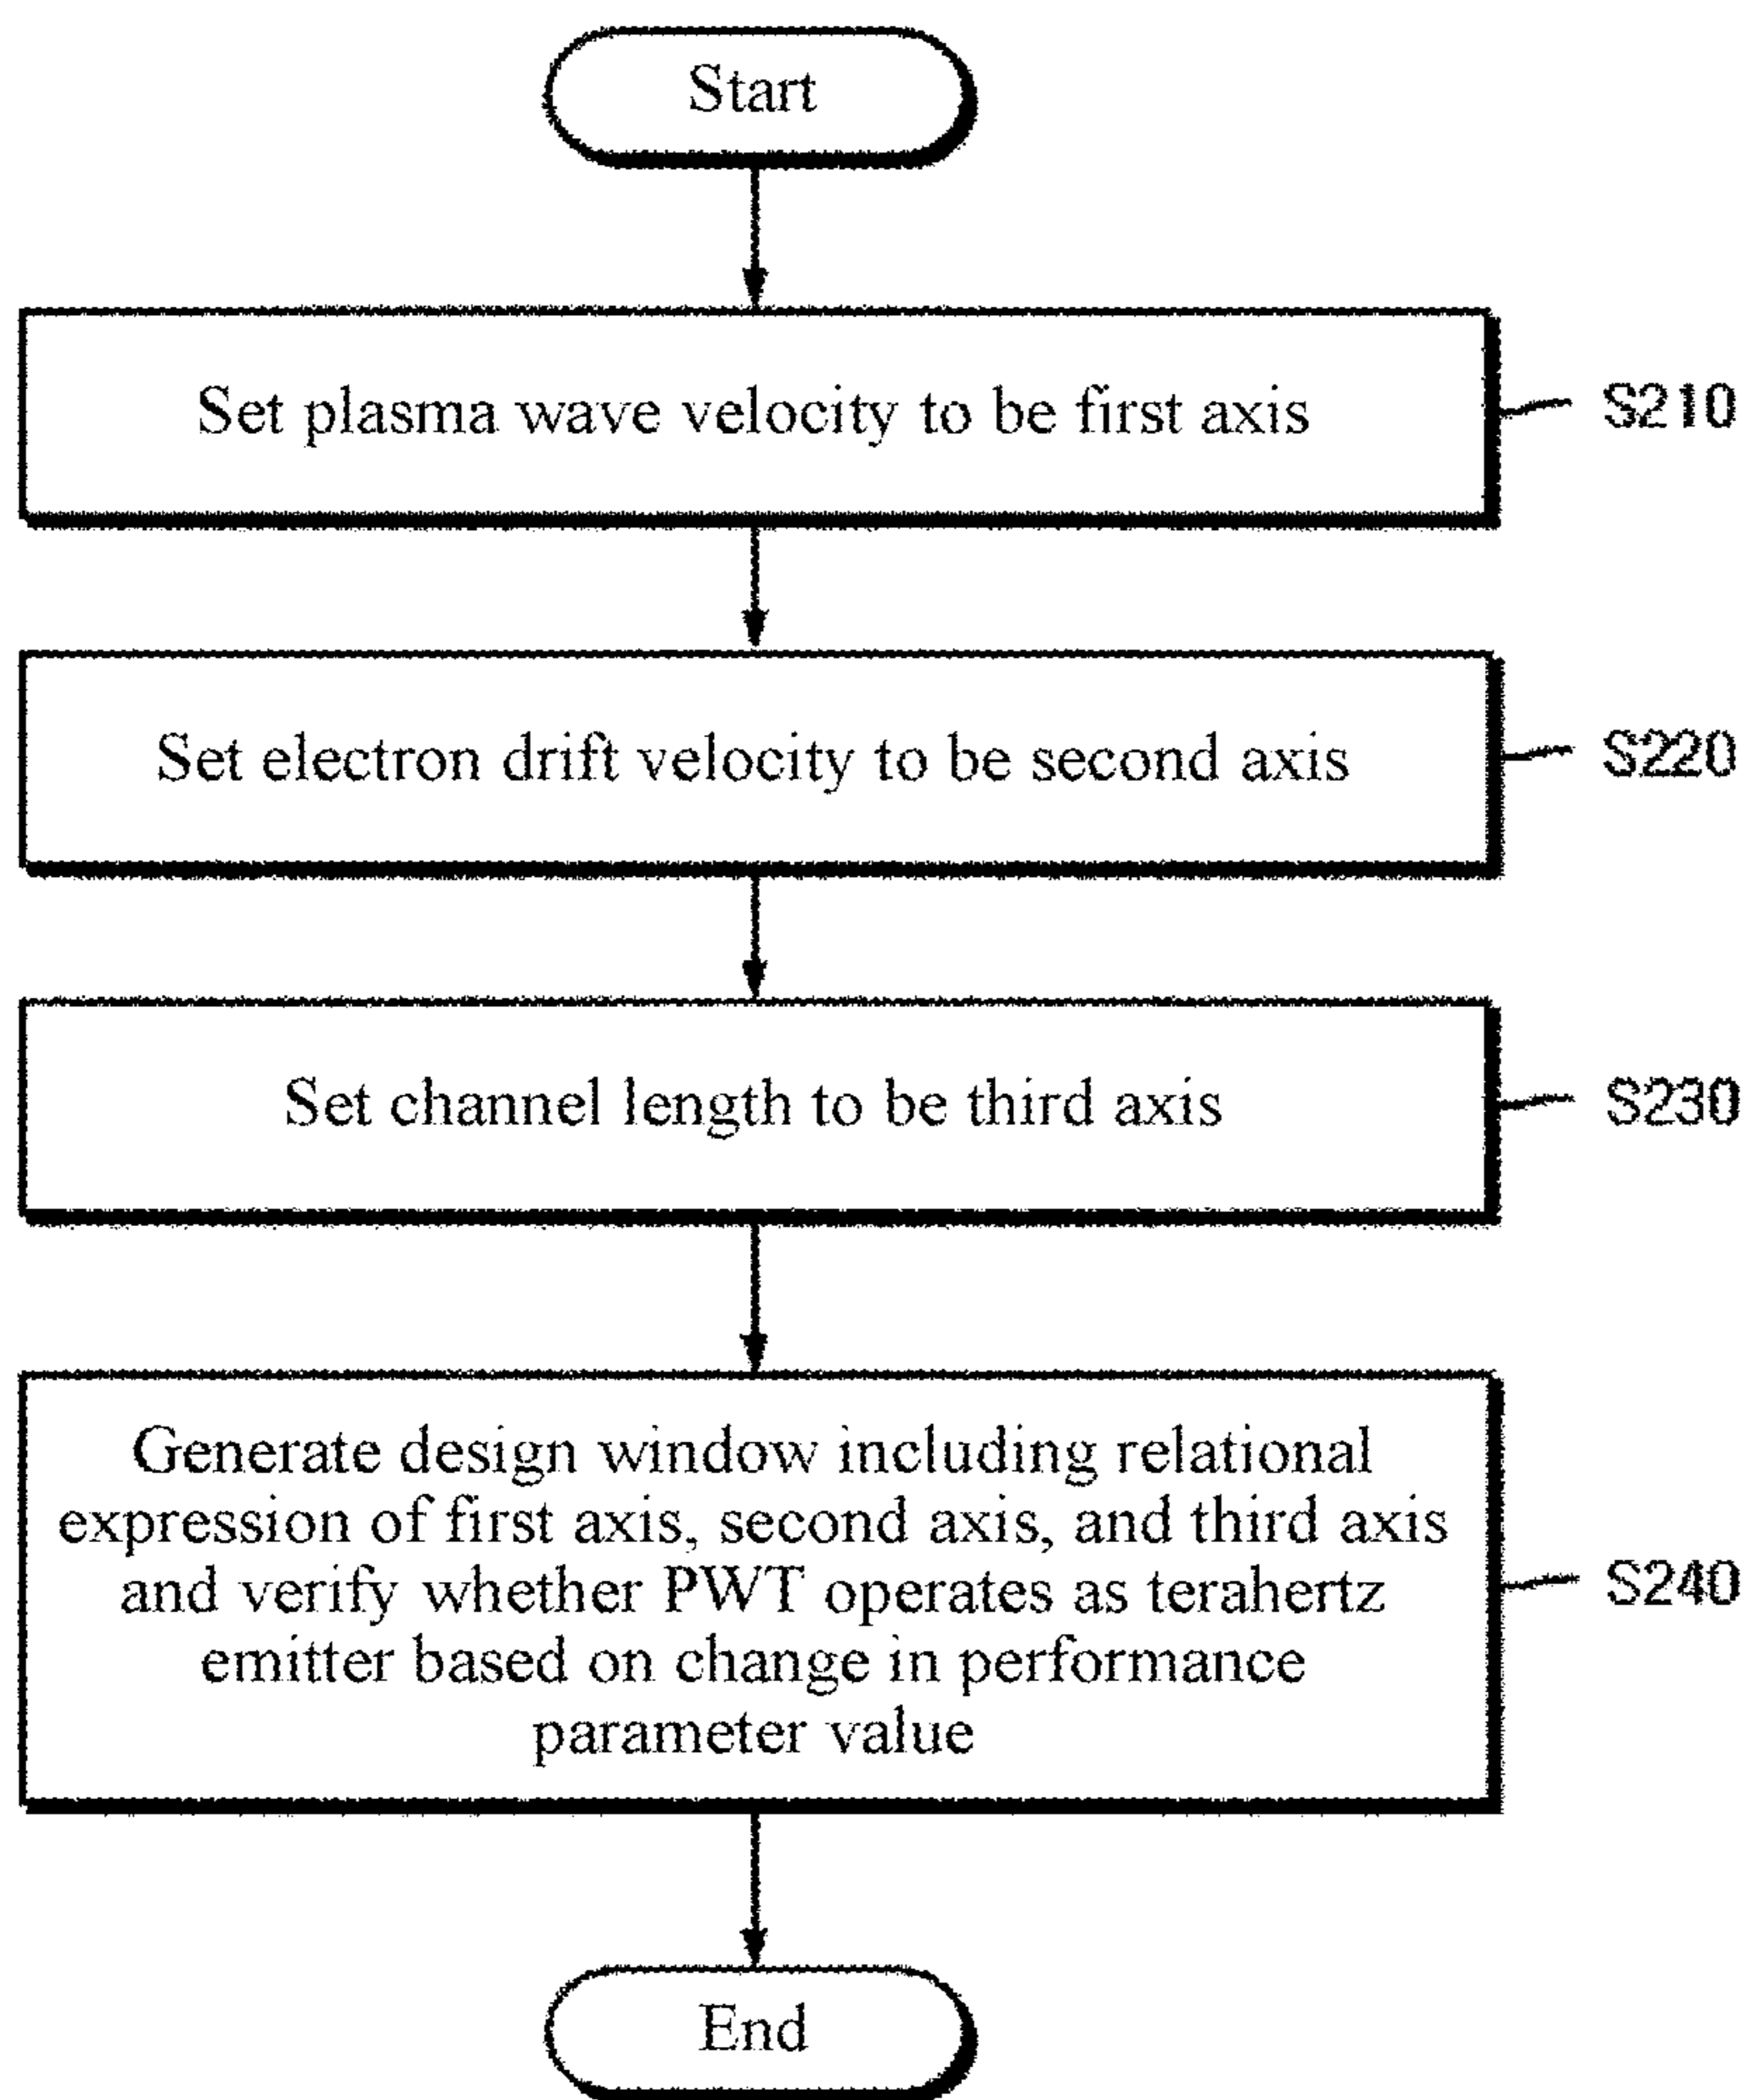 Start
Set plasma wave velocity to be first axis
S210
Set electron drift velocity to be second axis
S220
Set channel length to be third axis
S230
Generate design window including relational
expression of first axis, second axis, and third axis
and verify whether PWT operates as terahertz
emitter based on change in performance
parameter value
S240
End